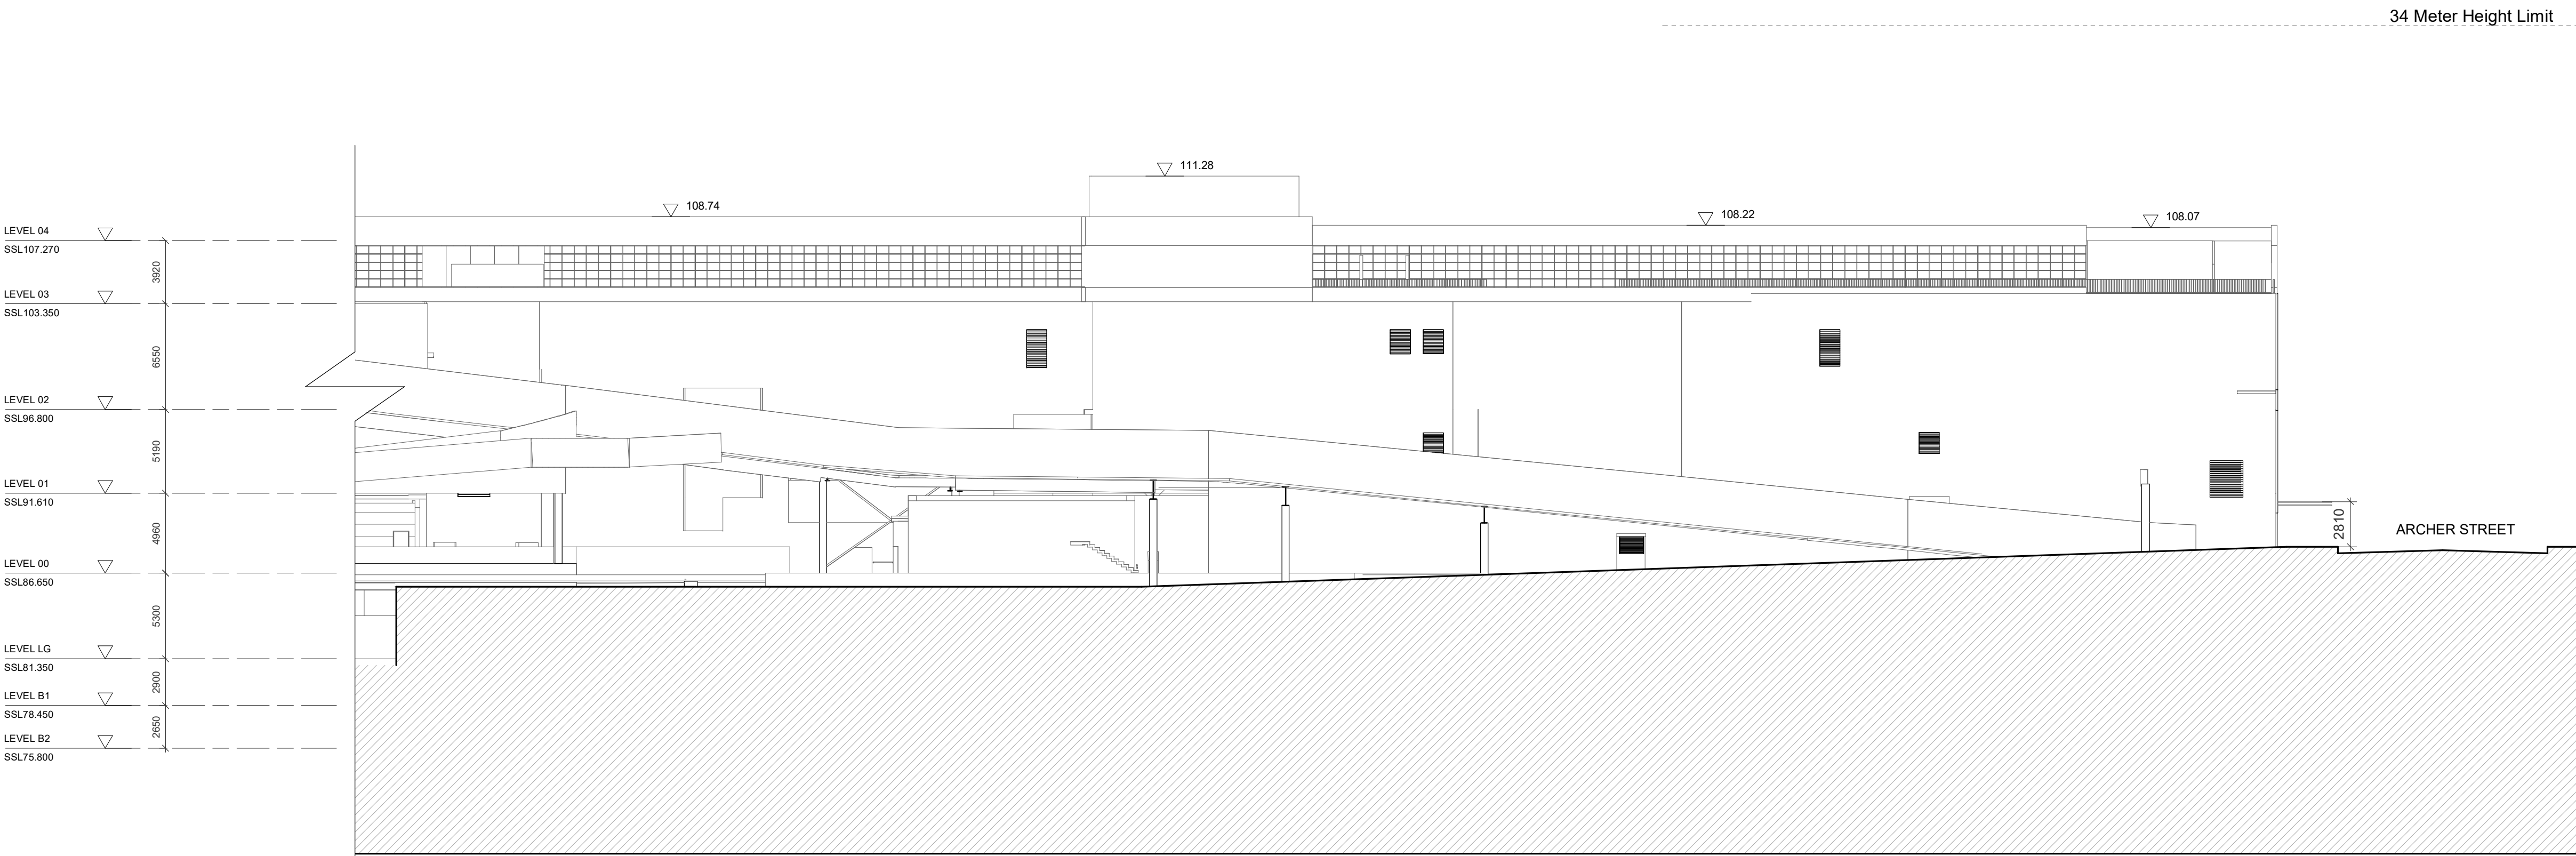 34 Meter Height Limit
111.28
108.74
108.22
108.07
LEVEL 04
SSL107.270
3920
LEVEL 03
SSL103.350
6550
LEVEL 02
SSL96.800
5190
LEVEL 01
SSL91.610
4960
LEVEL 00
SSL86.650
5300
LEVEL LG
SSL81.350
2900
LEVEL B1
SSL78.450
2650
LEVEL B2
SSL75.800
2810
ARCHER STREET